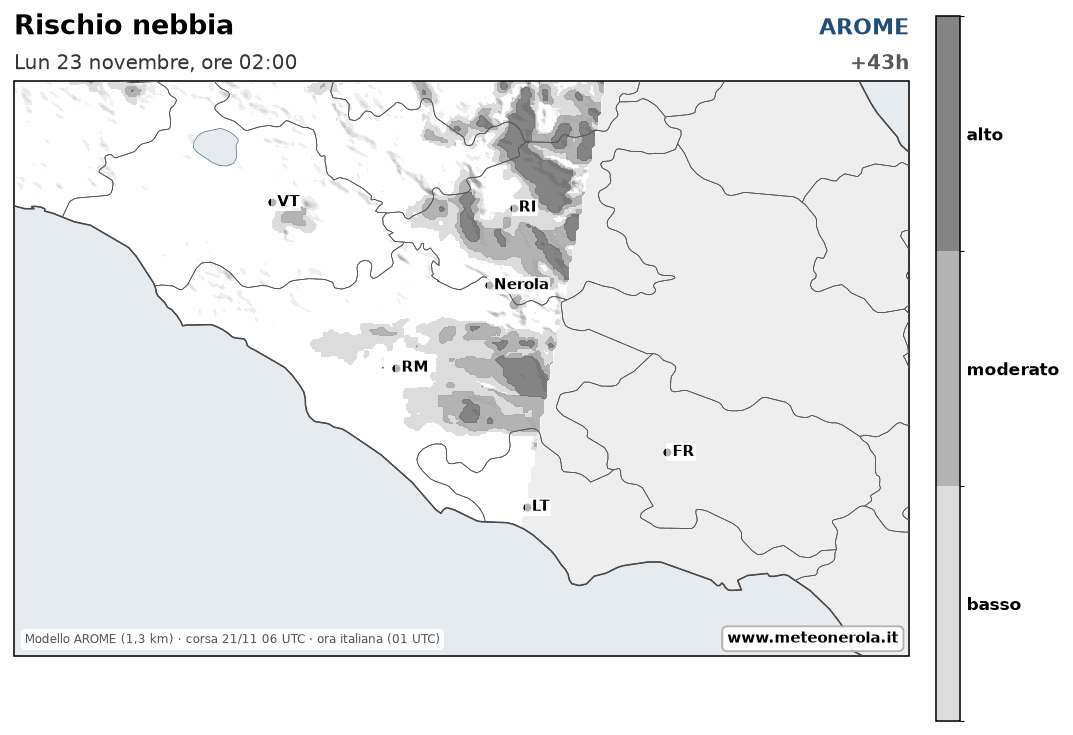 Rischio nebbia
AROME
Lun 23 novembre, ore 02:00
+43h
alto
VT
RI
Nerola
moderato
RM
FR
LT
basso
Modello AROME (1,3 km) · corsa 21/11 06 UTC · ora italiana (01 UTC)
www.meteonerola.it